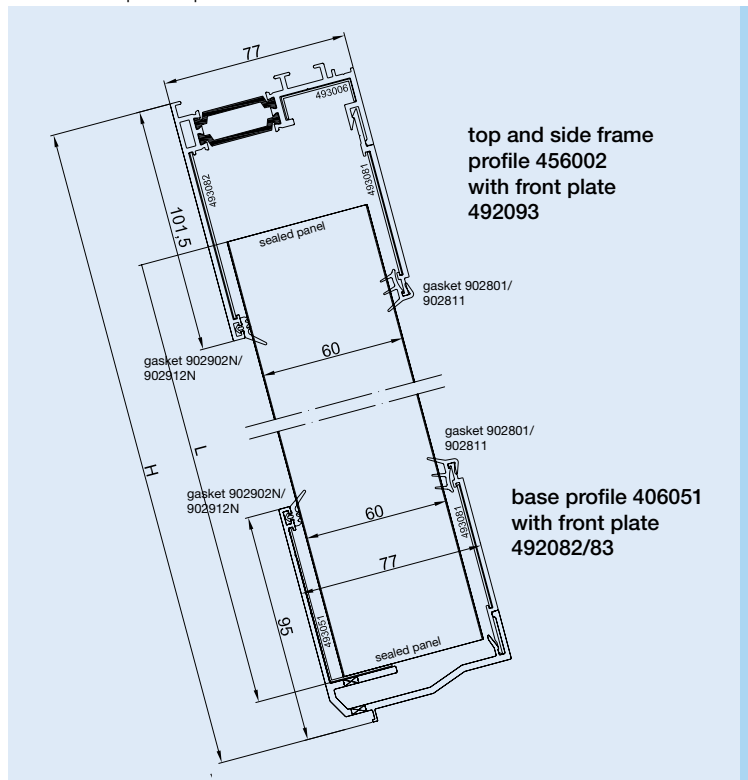 77
493006
top and side frame
profile 456002
with front plate
492093
493082
493081
101,5
sealed panel
gasket 902801/
902811
60
gasket 902902N/
902912N
L
H
gasket 902801/
902811
gasket 902902N/
902912N
60
493081
base profile 406051
with front plate
492082/83
77
95
493051
sealed panel